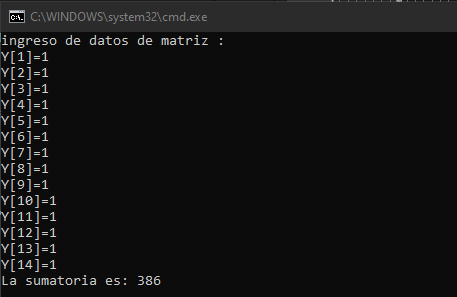 C:\WINDOWS\system32\cmd.exe
ingreso de datos de matriz :
Y[1]=1
Y[2]=1
Y[3]=1
Y[4]=1
Y[5]=1
Y[6]=1
Y[7]=1
Y[8]=1
Y[9]=1
Y[10]=1
Y[11]=1
Y[12]=1
Y[13]=1
Y[14]=1
La sumatoria es: 386